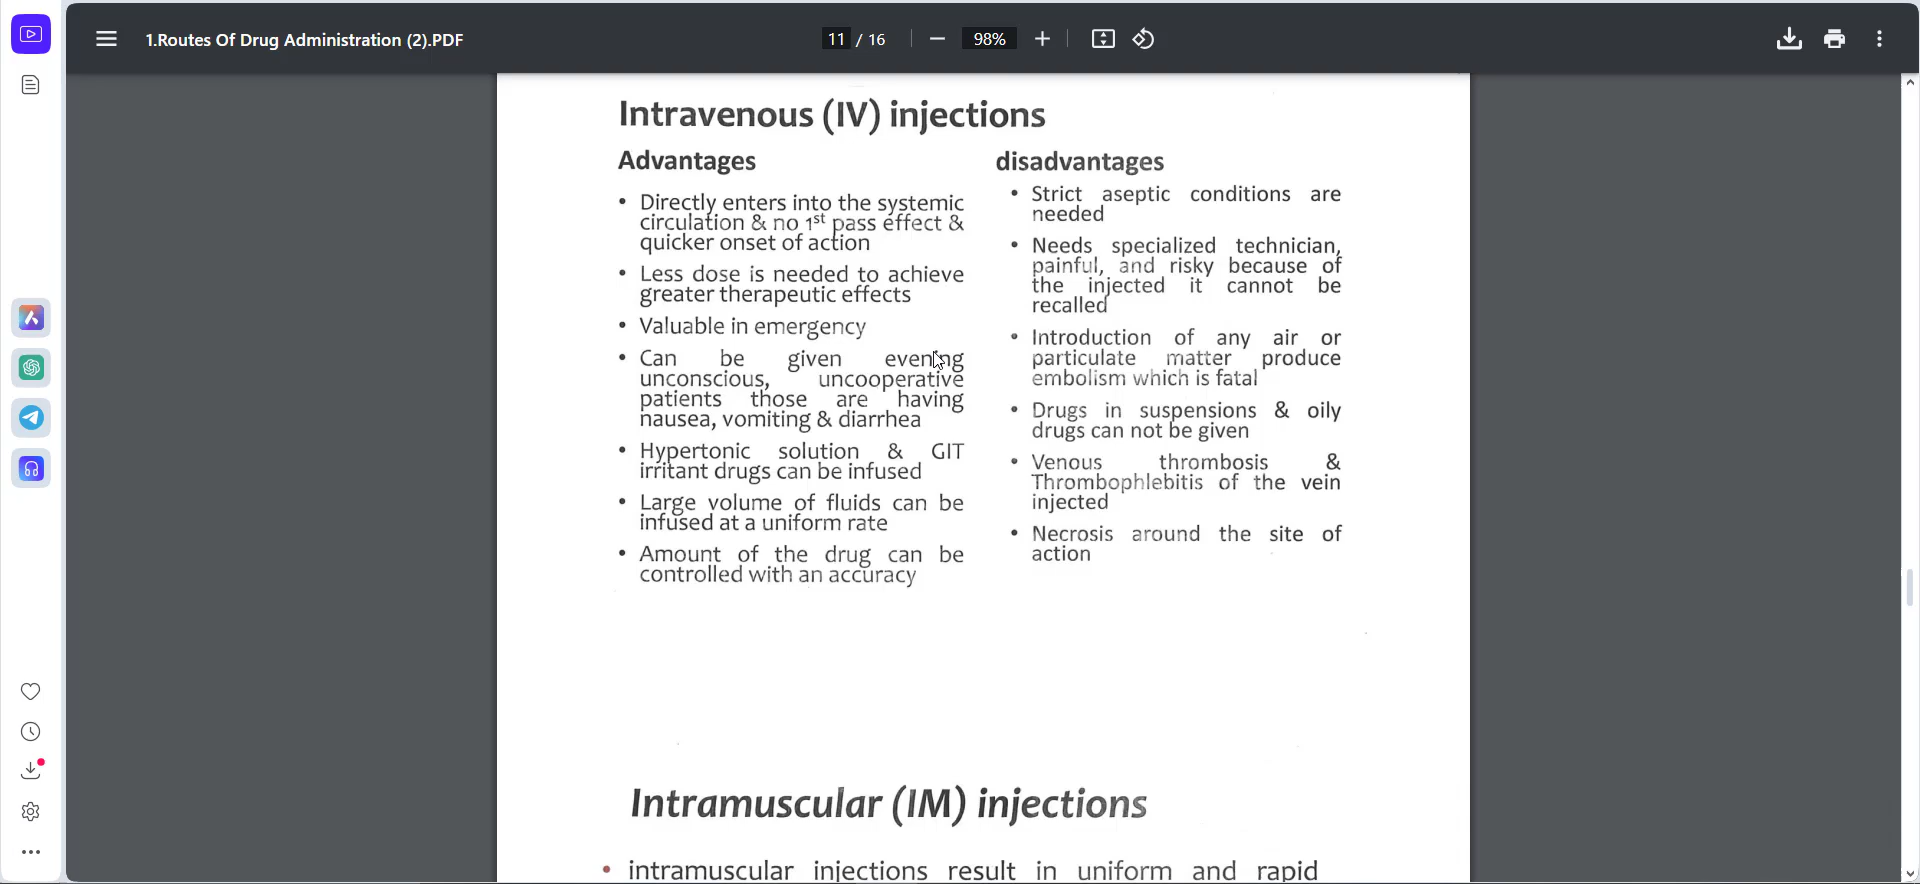 1.Routes Of Drug Administration (2).PDF
11 / 16
98%
Intravenous (IV) injections
Advantages
• Directly enters into the systemic
circulation & no 1st pass effect &
quicker onset of action
• Less dose is needed to achieve
greater therapeutic effects
• Valuable in emergency
• Can be given evening
unconscious, uncooperative
patients those are having
nausea, vomiting & diarrhea
• Hypertonic solution & GIT
irritant drugs can be infused
• Large volume of fluids can be
infused at a uniform rate
• Amount of the drug can be
controlled with an accuracy
disadvantages
• Strict aseptic conditions are
needed
• Needs specialized technician,
painful, and risky because of
the injected it cannot be
recalled
• Introduction of any air or
particulate matter produce
embolism which is fatal
• Drugs in suspensions & oily
drugs can not be given
• Venous thrombosis &
Thrombophlebitis of the vein
injected
• Necrosis around the site of
action
Intramuscular (IM) injections
• intramuscular injections result in uniform and rapid